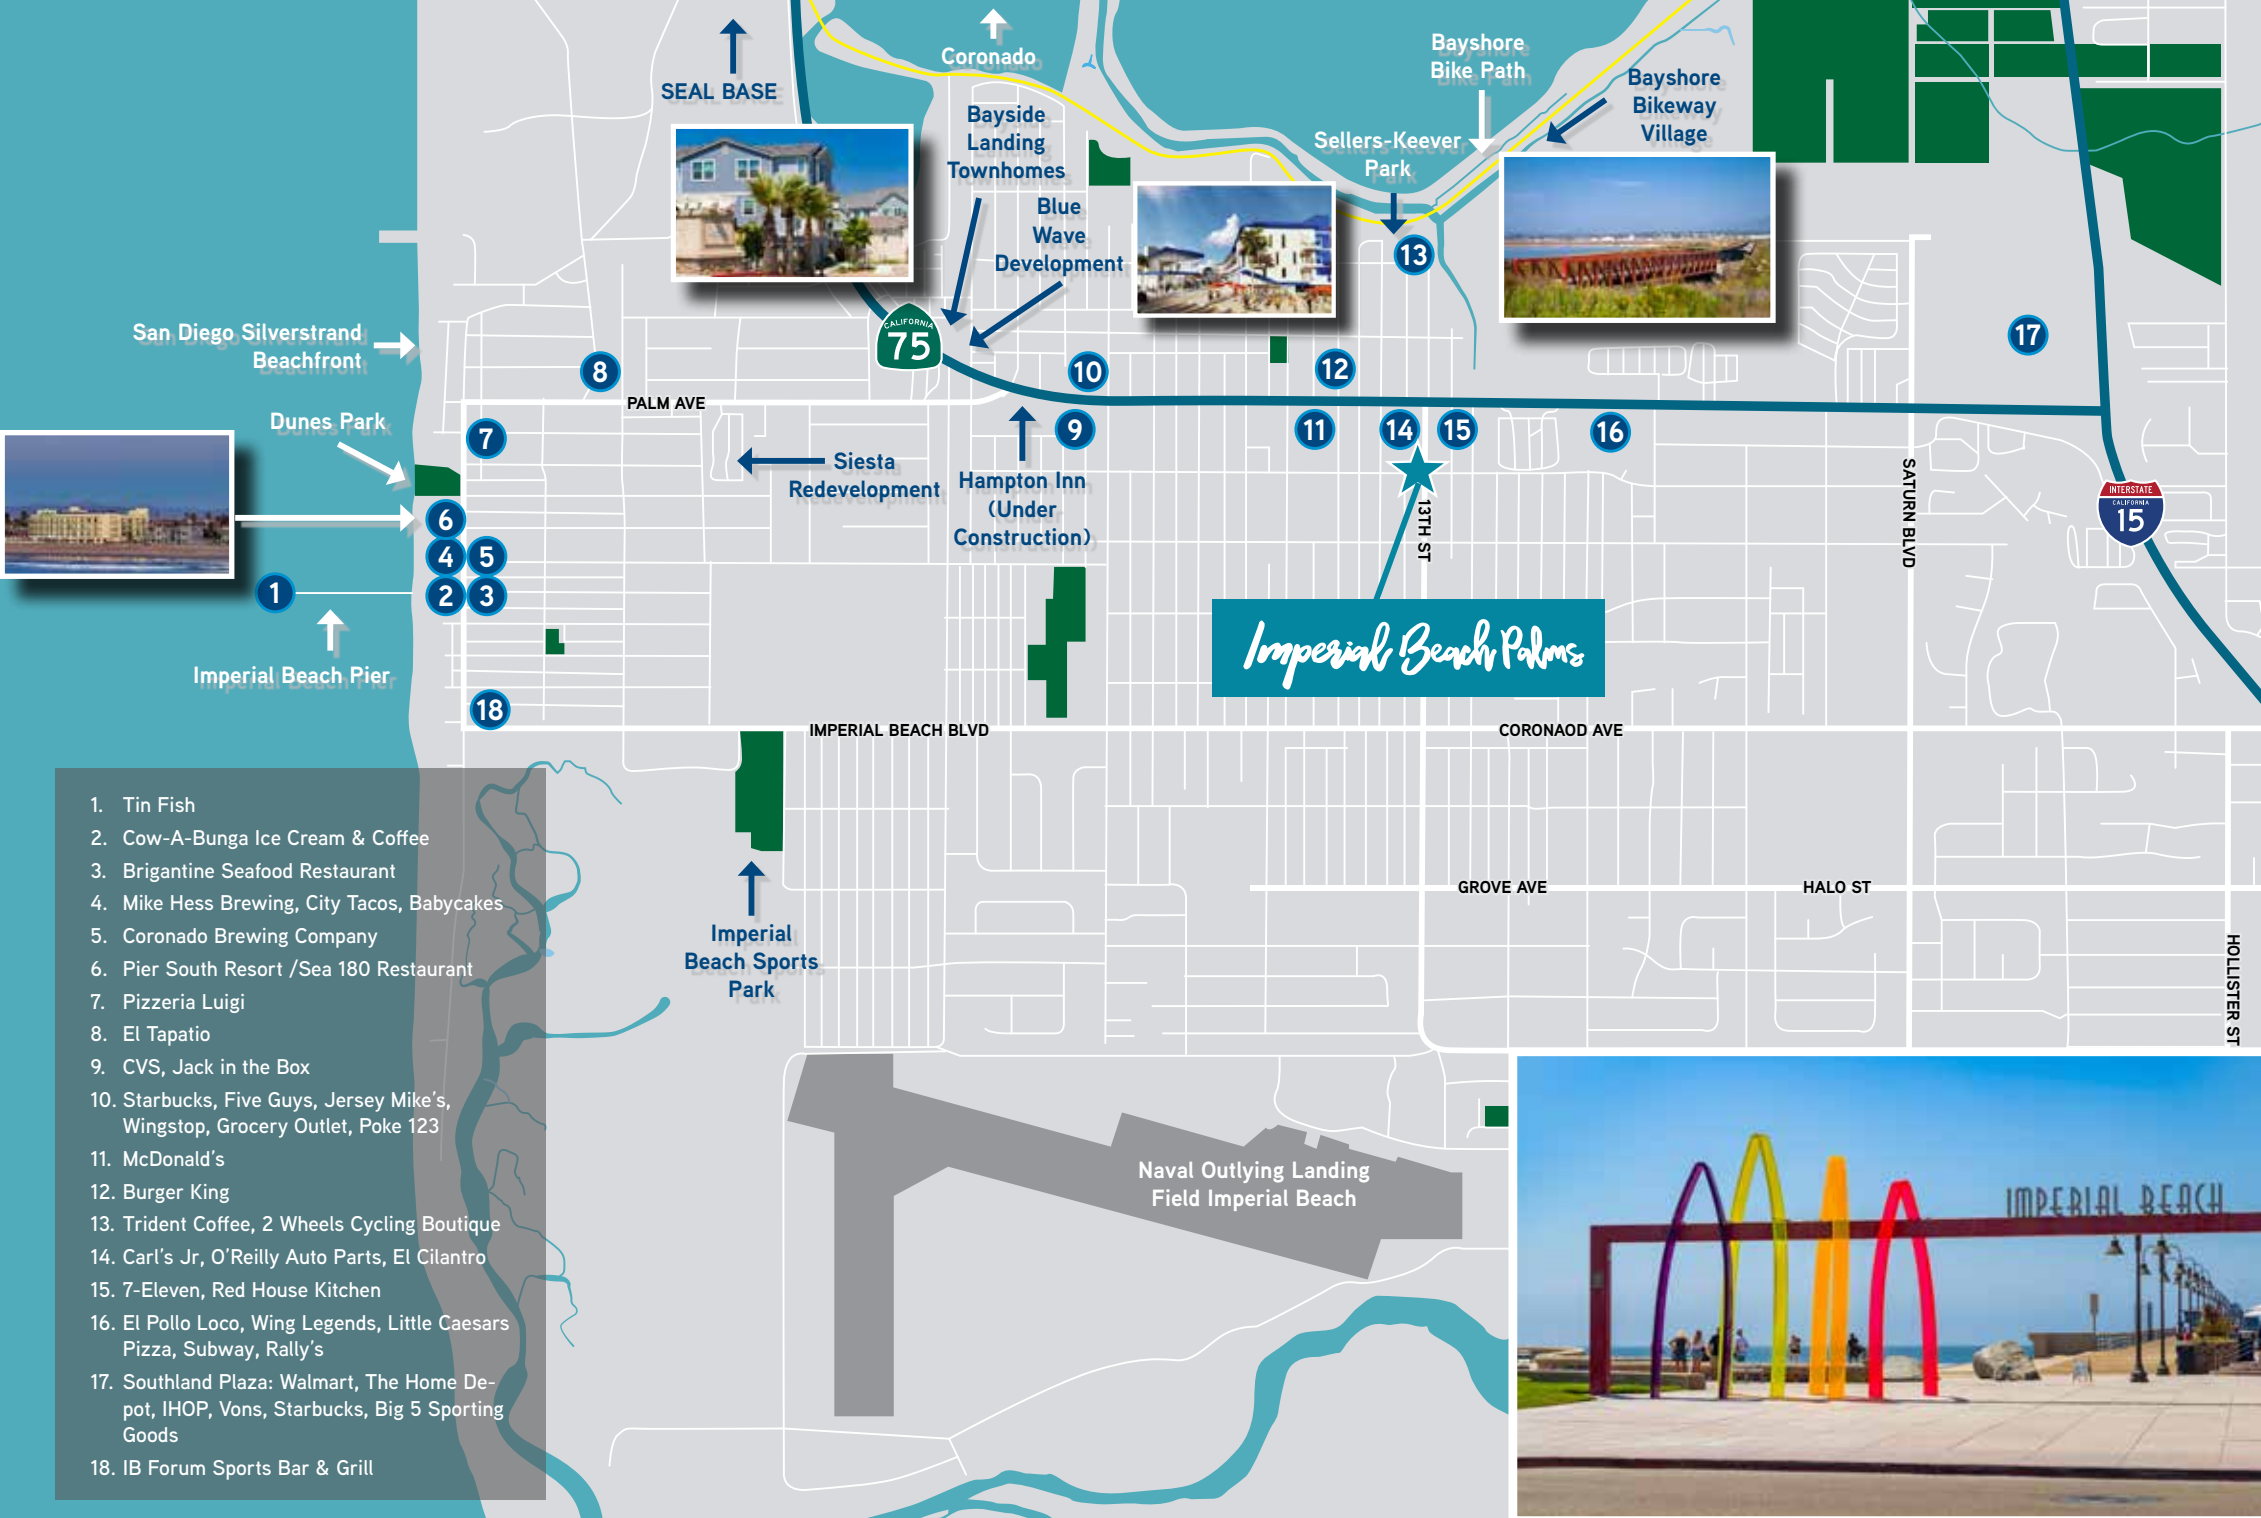 SEAL BASE
Coronado
Bayshore
Bike Path
Bayshore
Bikeway
Village
Bayside
Landing
Townhomes
Sellers-Keever
Park
Blue
Wave
Development
13
San Diego Silverstrand
Beachfront
CALIFORNIA
75
17
8
10
12
PALM AVE
Dunes Park
7
9
11
14
15
16
Siesta
Redevelopment
Hampton Inn
(Under
Construction)
13TH ST
SATURN BLVD
INTERSTATE
CALIFORNIA
15
6
4
5
1
2
3
Imperial Beach Pier
Imperial Beach Palms
18
IMPERIAL BEACH BLVD
CORONAOD AVE
GROVE AVE
HALO ST
HOLLISTER ST
Imperial
Beach Sports
Park
1. Tin Fish
2. Cow-A-Bunga Ice Cream & Coffee
3. Brigantine Seafood Restaurant
4. Mike Hess Brewing, City Tacos, Babycakes
5. Coronado Brewing Company
6. Pier South Resort /Sea 180 Restaurant
7. Pizzeria Luigi
8. El Tapatio
9. CVS, Jack in the Box
10. Starbucks, Five Guys, Jersey Mike's,
Wingstop, Grocery Outlet, Poke 123
11. McDonald's
12. Burger King
13. Trident Coffee, 2 Wheels Cycling Boutique
14. Carl's Jr, O'Reilly Auto Parts, El Cilantro
15. 7-Eleven, Red House Kitchen
16. El Pollo Loco, Wing Legends, Little Caesars
Pizza, Subway, Rally's
17. Southland Plaza: Walmart, The Home De-
pot, IHOP, Vons, Starbucks, Big 5 Sporting
Goods
18. IB Forum Sports Bar & Grill
Naval Outlying Landing
Field Imperial Beach
IMPERIAL BEACH